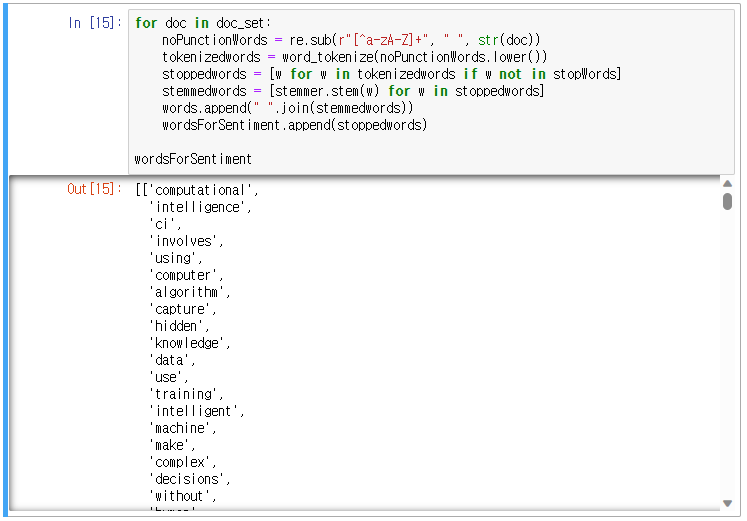 In [15]: for doc in doc_set:
noPunctionWords = re.sub(r"[^a-zA-Z]+", " ", str(doc))
tokenizedwords = word_tokenize(noPunctionWords.lower())
stoppedwords = [w for w in tokenizedwords if w not in stopWords]
stemmedwords = [stemmer.stem(w) for w in stoppedwords]
words.append(" ".join(stemmedwords))
wordsForSentiment.append(stoppedwords)
wordsForSentiment
Out[15]: [['computational',
'intelligence',
'ci',
'involves',
'using',
'computer',
'algorithm',
'capture',
'hidden',
'knowledge',
'data',
'use',
'training',
'intelligent',
'machine',
'make',
'complex',
'decisions',
'without',